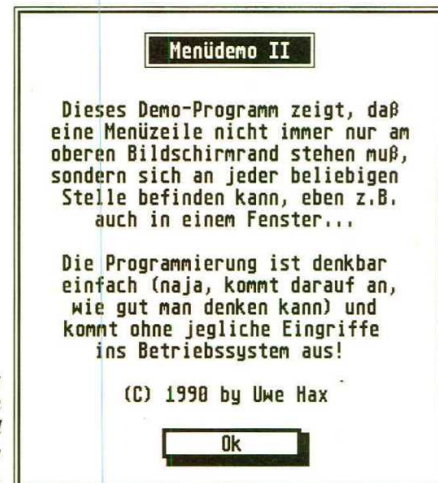 Menüdemo II
Dieses Demo-Programm zeigt, daß
eine Menüzeile nicht immer nur am
oberen Bildschirmrand stehen muß,
sondern sich an jeder beliebigen
Stelle befinden kann, eben z.B.
auch in einem Fenster...
Die Programmierung ist denkbar
einfach (naja, kommt darauf an,
wie gut man denken kann) und
kommt ohne jegliche Eingriffe
ins Betriebssystem aus!
(C) 1990 by Uwe Hax
Ok